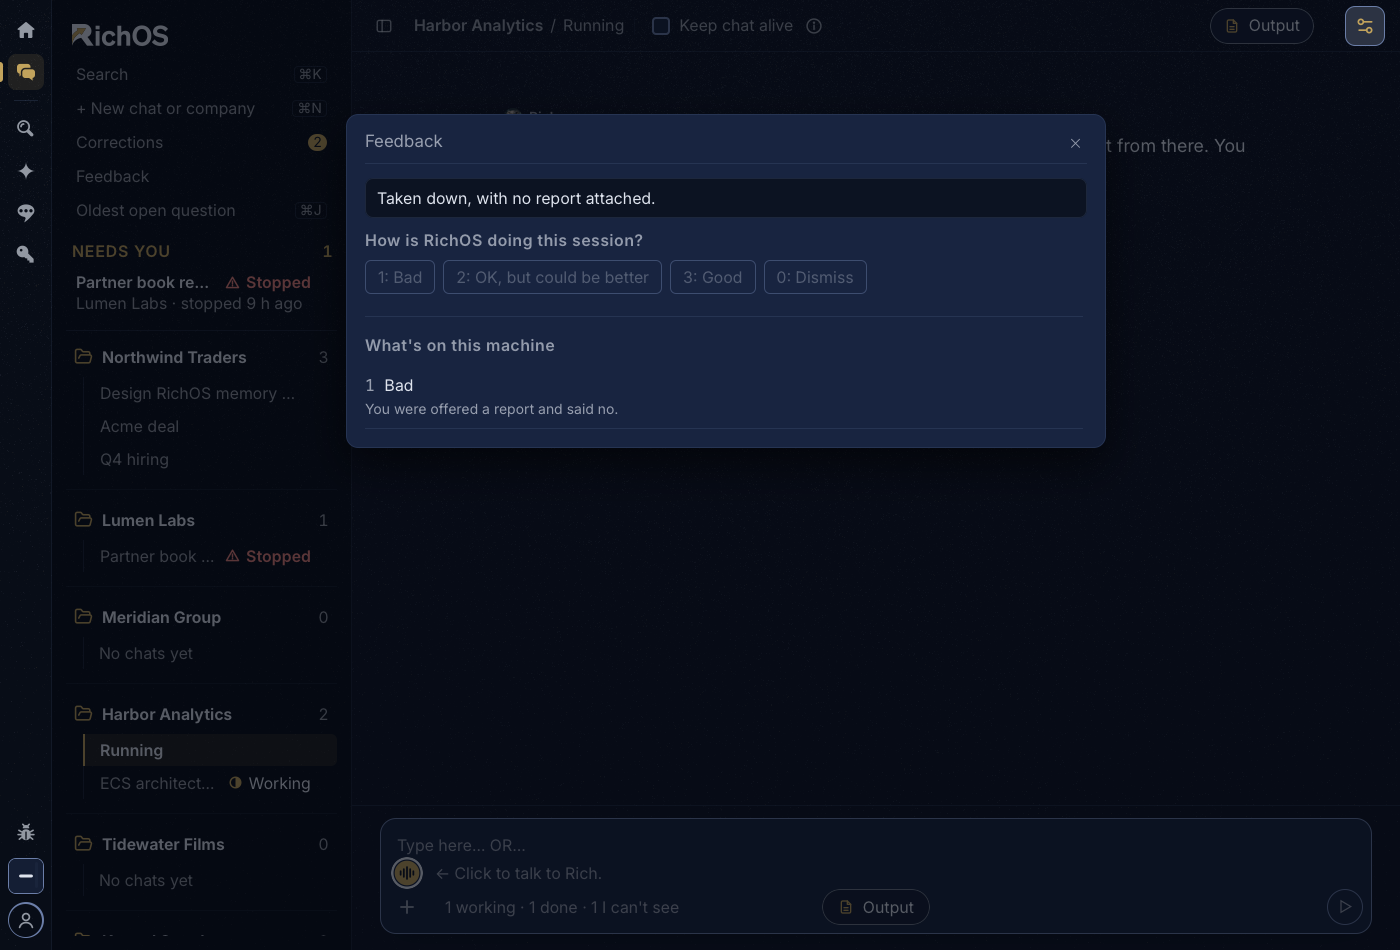 RichOS
Search ⌘K
+ New chat or company ⌘N
Corrections 2
Feedback
Oldest open question ⌘J
NEEDS YOU 1
Partner book re... Stopped
Lumen Labs · stopped 9 h ago
Northwind Traders 3
Design RichOS memory ...
Acme deal
Q4 hiring
Lumen Labs 1
Partner book ... Stopped
Meridian Group 0
No chats yet
Harbor Analytics 2
Running
ECS architect... Working
Tidewater Films 0
No chats yet
Harbor Analytics / Running
Keep chat alive
Output
t from there. You
Feedback
Taken down, with no report attached.
How is RichOS doing this session?
1: Bad
2: OK, but could be better
3: Good
0: Dismiss
What's on this machine
1 Bad
You were offered a report and said no.
Type here... OR...
← Click to talk to Rich.
1 working · 1 done · 1 I can't see
Output